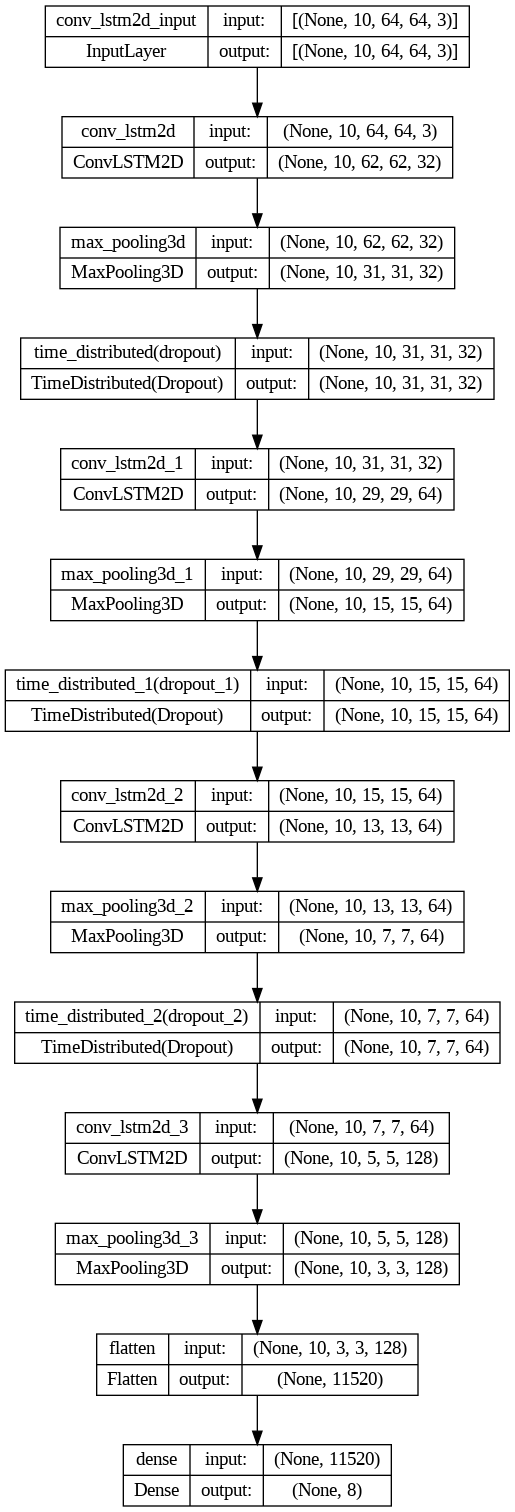 conv_lstm2d_input input: [(None, 10, 64, 64, 3)]
InputLayer output: [(None, 10, 64, 64, 3)]
conv_lstm2d input: (None, 10, 64, 64, 3)
ConvLSTM2D output: (None, 10, 62, 62, 32)
max_pooling3d input: (None, 10, 62, 62, 32)
MaxPooling3D output: (None, 10, 31, 31, 32)
time_distributed(dropout) input: (None, 10, 31, 31, 32)
TimeDistributed(Dropout) output: (None, 10, 31, 31, 32)
conv_lstm2d_1 input: (None, 10, 31, 31, 32)
ConvLSTM2D output: (None, 10, 29, 29, 64)
max_pooling3d_1 input: (None, 10, 29, 29, 64)
MaxPooling3D output: (None, 10, 15, 15, 64)
time_distributed_1(dropout_1) input: (None, 10, 15, 15, 64)
TimeDistributed(Dropout) output: (None, 10, 15, 15, 64)
conv_lstm2d_2 input: (None, 10, 15, 15, 64)
ConvLSTM2D output: (None, 10, 13, 13, 64)
max_pooling3d_2 input: (None, 10, 13, 13, 64)
MaxPooling3D output: (None, 10, 7, 7, 64)
time_distributed_2(dropout_2) input: (None, 10, 7, 7, 64)
TimeDistributed(Dropout) output: (None, 10, 7, 7, 64)
conv_lstm2d_3 input: (None, 10, 7, 7, 64)
ConvLSTM2D output: (None, 10, 5, 5, 128)
max_pooling3d_3 input: (None, 10, 5, 5, 128)
MaxPooling3D output: (None, 10, 3, 3, 128)
flatten input: (None, 10, 3, 3, 128)
Flatten output: (None, 11520)
dense input: (None, 11520)
Dense output: (None, 8)